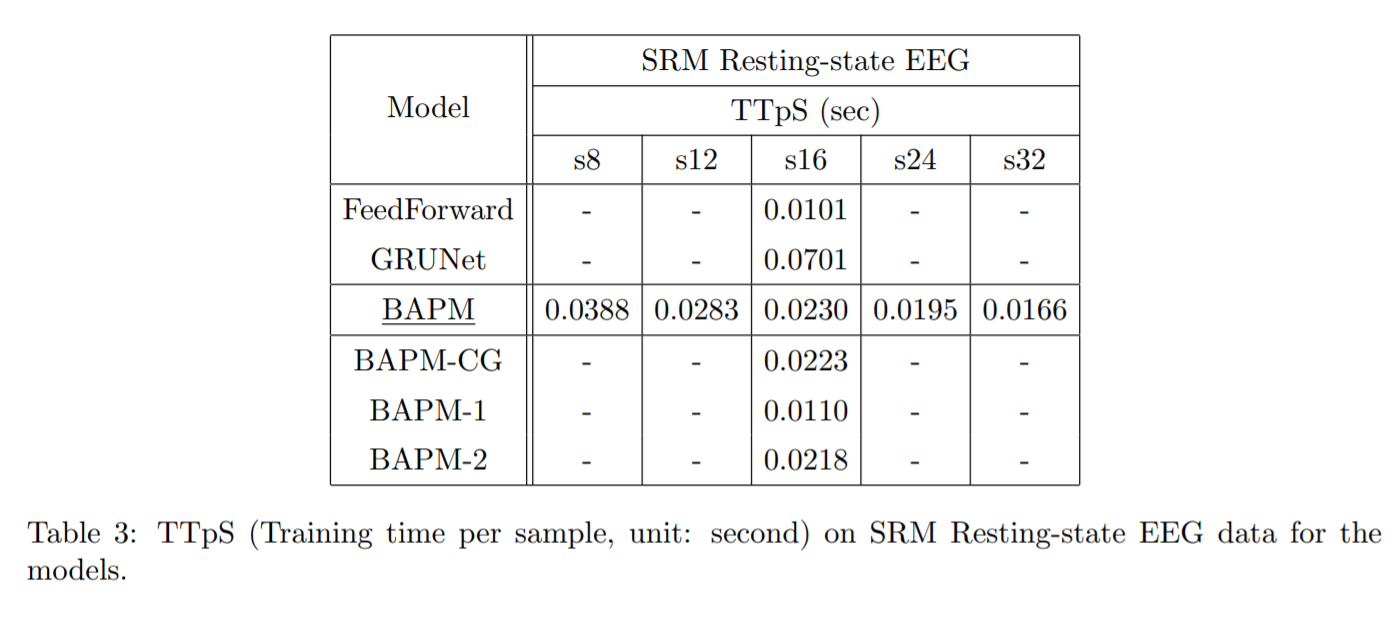 SRM Resting-state EEG
Model
TTpS (sec)
s8 s12 s16 s24 s32
FeedForward - - 0.0101 - -
GRUNet - - 0.0701 - -
BAPM 0.0388 0.0283 0.0230 0.0195 0.0166
BAPM-CG - - 0.0223 - -
BAPM-1 - - 0.0110 - -
BAPM-2 - - 0.0218 - -
Table 3: TTpS (Training time per sample, unit: second) on SRM Resting-state EEG data for the
models.